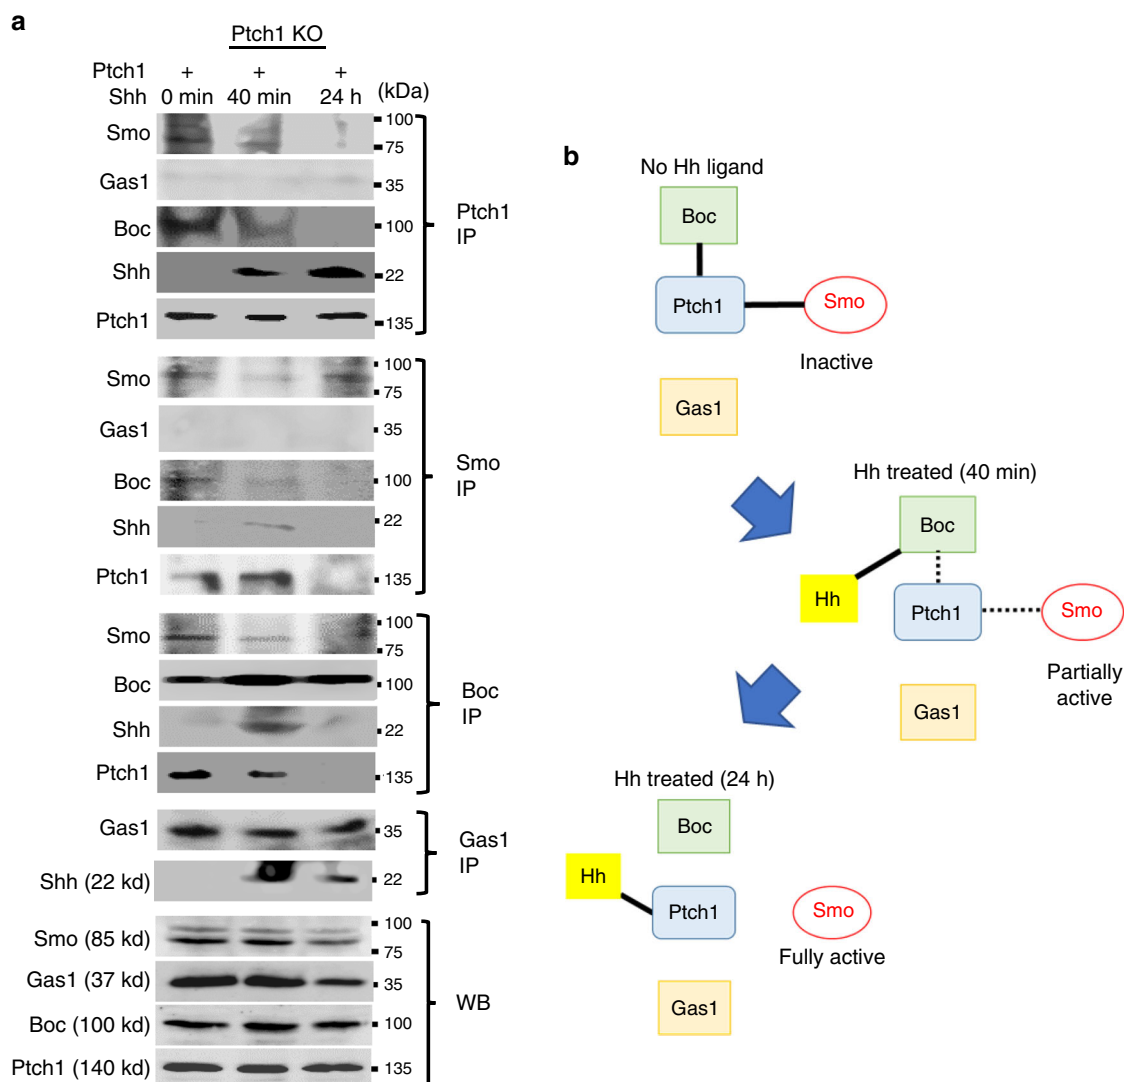 a
Ptch1 KO
Ptch1 + + +
Shh 0 min 40 min 24 h (kDa)
Smo 100
75
Gas1 35
Boc 100
Shh 22
Ptch1 135
Ptch1
IP
Smo 100
75
Gas1 35
Boc 100
Shh 22
Ptch1 135
Smo
IP
Smo 100
75
Boc 100
Shh 22
Ptch1 135
Boc
IP
Gas1 35
Shh (22 kd) 22
Gas1
IP
Smo (85 kd) 100
75
Gas1 (37 kd) 35
Boc (100 kd) 100
Ptch1 (140 kd) 135
WB
b
No Hh ligand
Boc
Ptch1 Smo
Inactive
Gas1
Hh treated (40 min)
Boc
Hh Ptch1 Smo
Partially
active
Gas1
Hh treated (24 h)
Boc
Hh
Ptch1 Smo
Fully active
Gas1